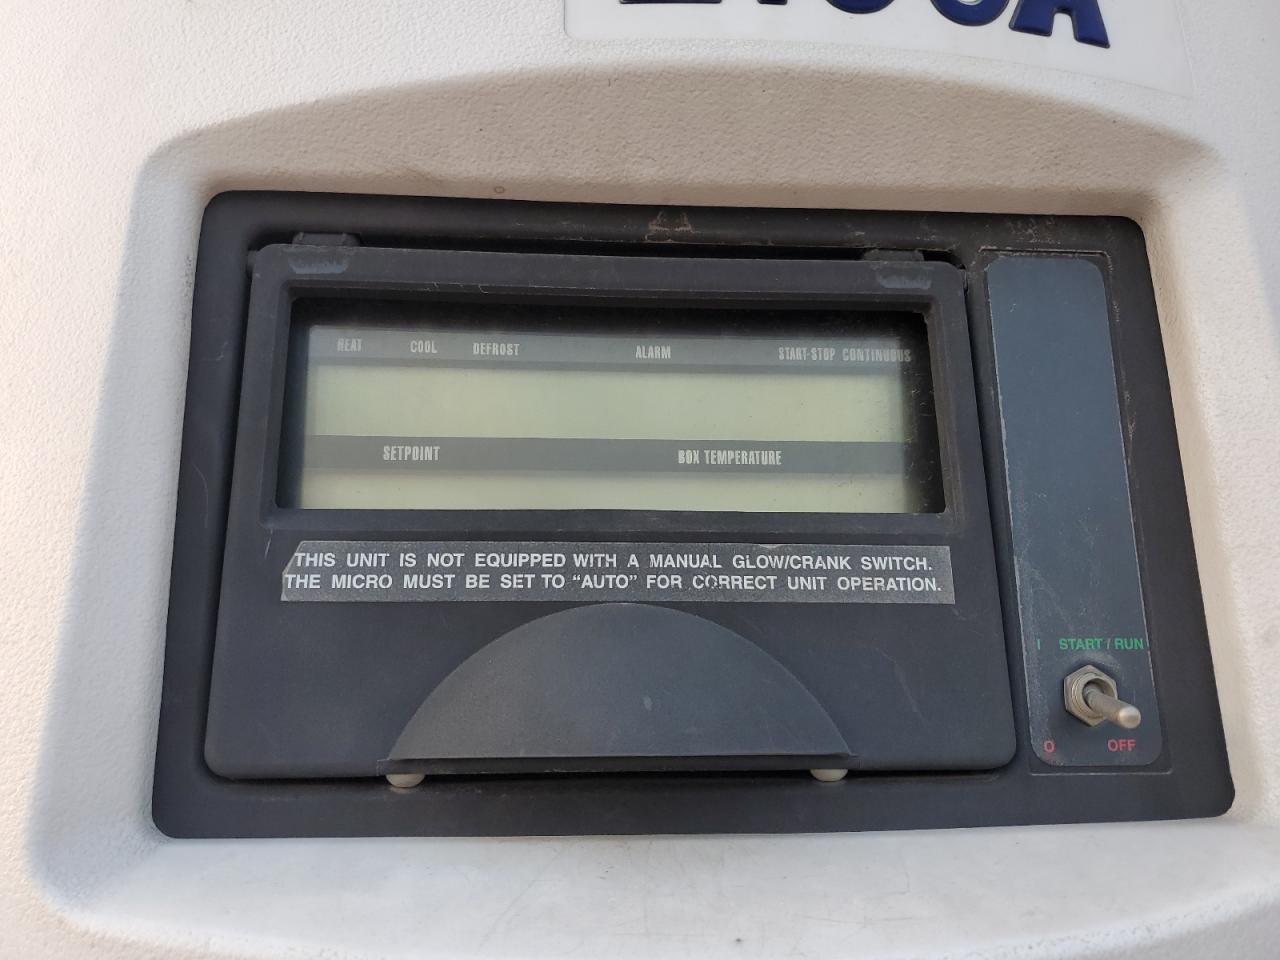 HEAT COOL DEFROST ALARM START-STOP CONTINUOUS
SETPOINT BOX TEMPERATURE
THIS UNIT IS NOT EQUIPPED WITH A MANUAL GLOW/CRANK SWITCH.
THE MICRO MUST BE SET TO “AUTO” FOR CORRECT UNIT OPERATION.
I START / RUN
O OFF